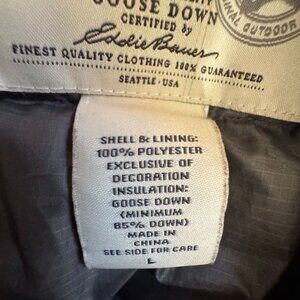 GOOSE DOWN
CERTIFIED by
Eddie Bauer
FINEST QUALITY CLOTHING 100% GUARANTEED
SEATTLE · USA
SHELL & LINING:
100% POLYESTER
EXCLUSIVE OF
DECORATION
INSULATION:
GOOSE DOWN
(MINIMUM
85% DOWN)
MADE IN
CHINA
SEE SIDE FOR CARE
L